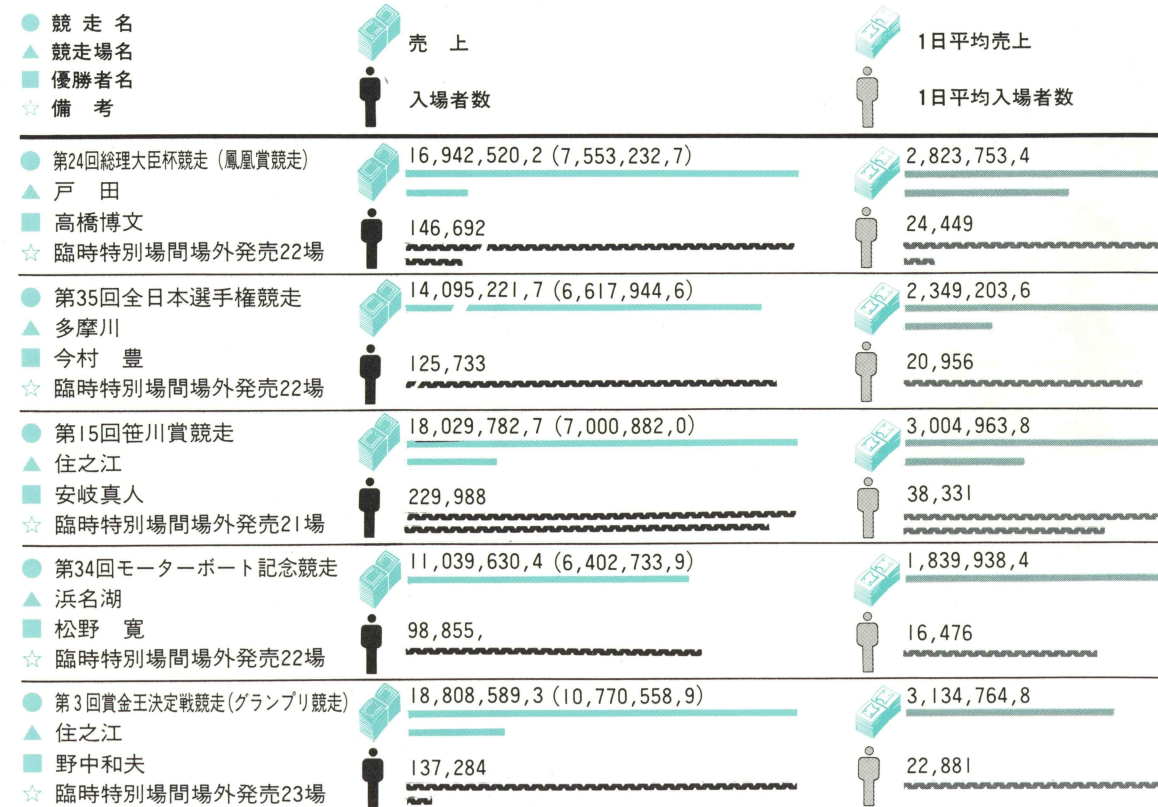 競 走 名
競走場名
優勝者名
備 考
売 上
入場者数
1日平均売上
1日平均入場者数
第24回総理大臣杯競走 (鳳凰賞競走)
戸 田
高橋博文
臨時特別場間場外発売22場
16,942,520,2 (7,553,232,7)
146,692
2,823,753,4
24,449
第35回全日本選手権競走
多摩川
今村 豊
臨時特別場間場外発売22場
14,095,221,7 (6,617,944,6)
125,733
2,349,203,6
20,956
第15回笹川賞競走
住之江
安岐真人
臨時特別場間場外発売21場
18,029,782,7 (7,000,882,0)
229,988
3,004,963,8
38,331
第34回モーターボート記念競走
浜名湖
松野 寛
臨時特別場間場外発売22場
11,039,630,4 (6,402,733,9)
98,855,
1,839,938,4
16,476
第3回賞金王決定戦競走(グランプリ競走)
住之江
野中和夫
臨時特別場間場外発売23場
18,808,589,3 (10,770,558,9)
137,284
3,134,764,8
22,881